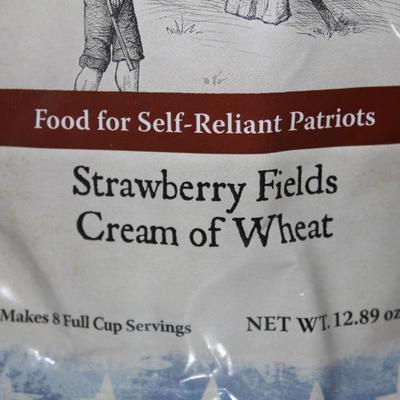 Food for Self-Reliant Patriots
Strawberry Fields
Cream of Wheat
Makes 8 Full Cup Servings NET WT. 12.89 oz